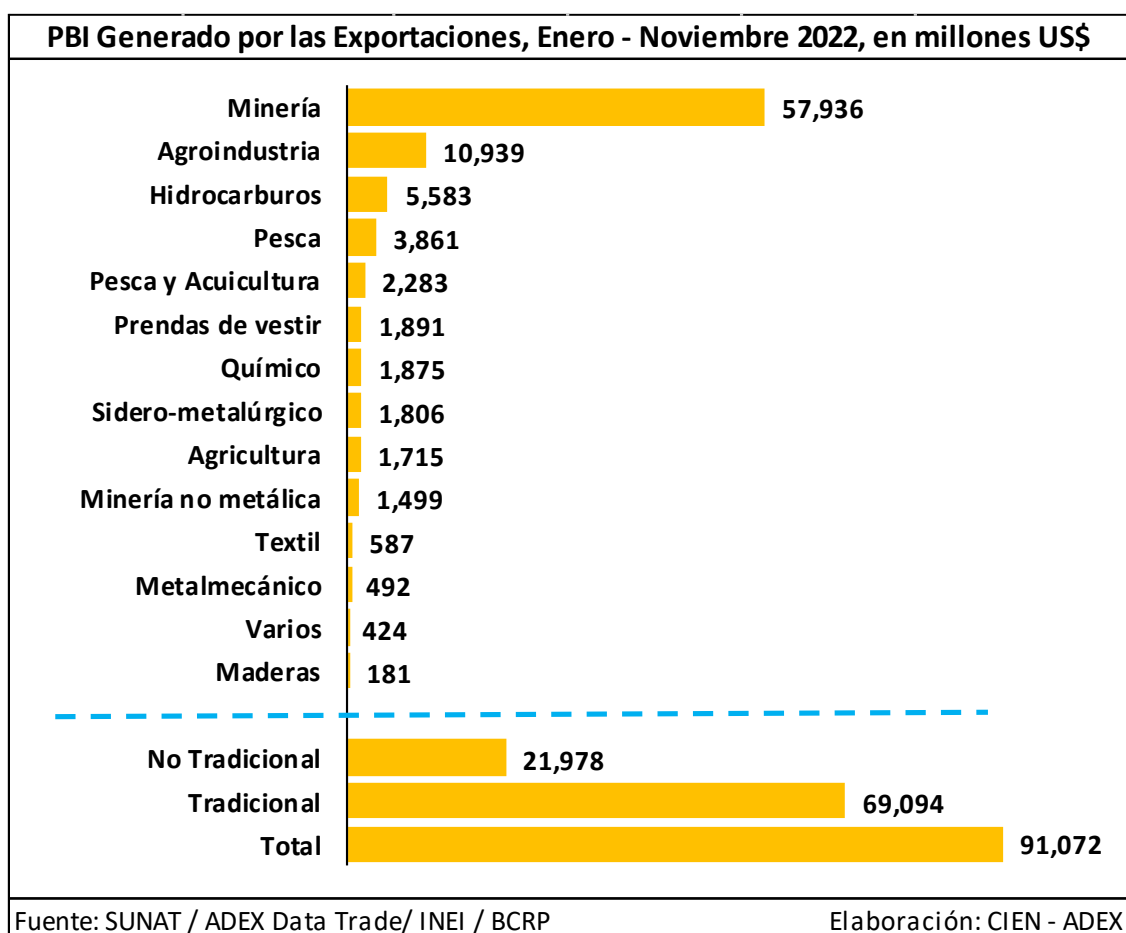 PBI Generado por las Exportaciones, Enero - Noviembre 2022, en millones US$
Minería 57,936
Agroindustria 10,939
Hidrocarburos 5,583
Pesca 3,861
Pesca y Acuicultura 2,283
Prendas de vestir 1,891
Químico 1,875
Sidero-metalúrgico 1,806
Agricultura 1,715
Minería no metálica 1,499
Textil 587
Metalmecánico 492
Varios 424
Maderas 181
No Tradicional 21,978
Tradicional 69,094
Total 91,072
Fuente: SUNAT / ADEX Data Trade/ INEI / BCRP Elaboración: CIEN - ADEX